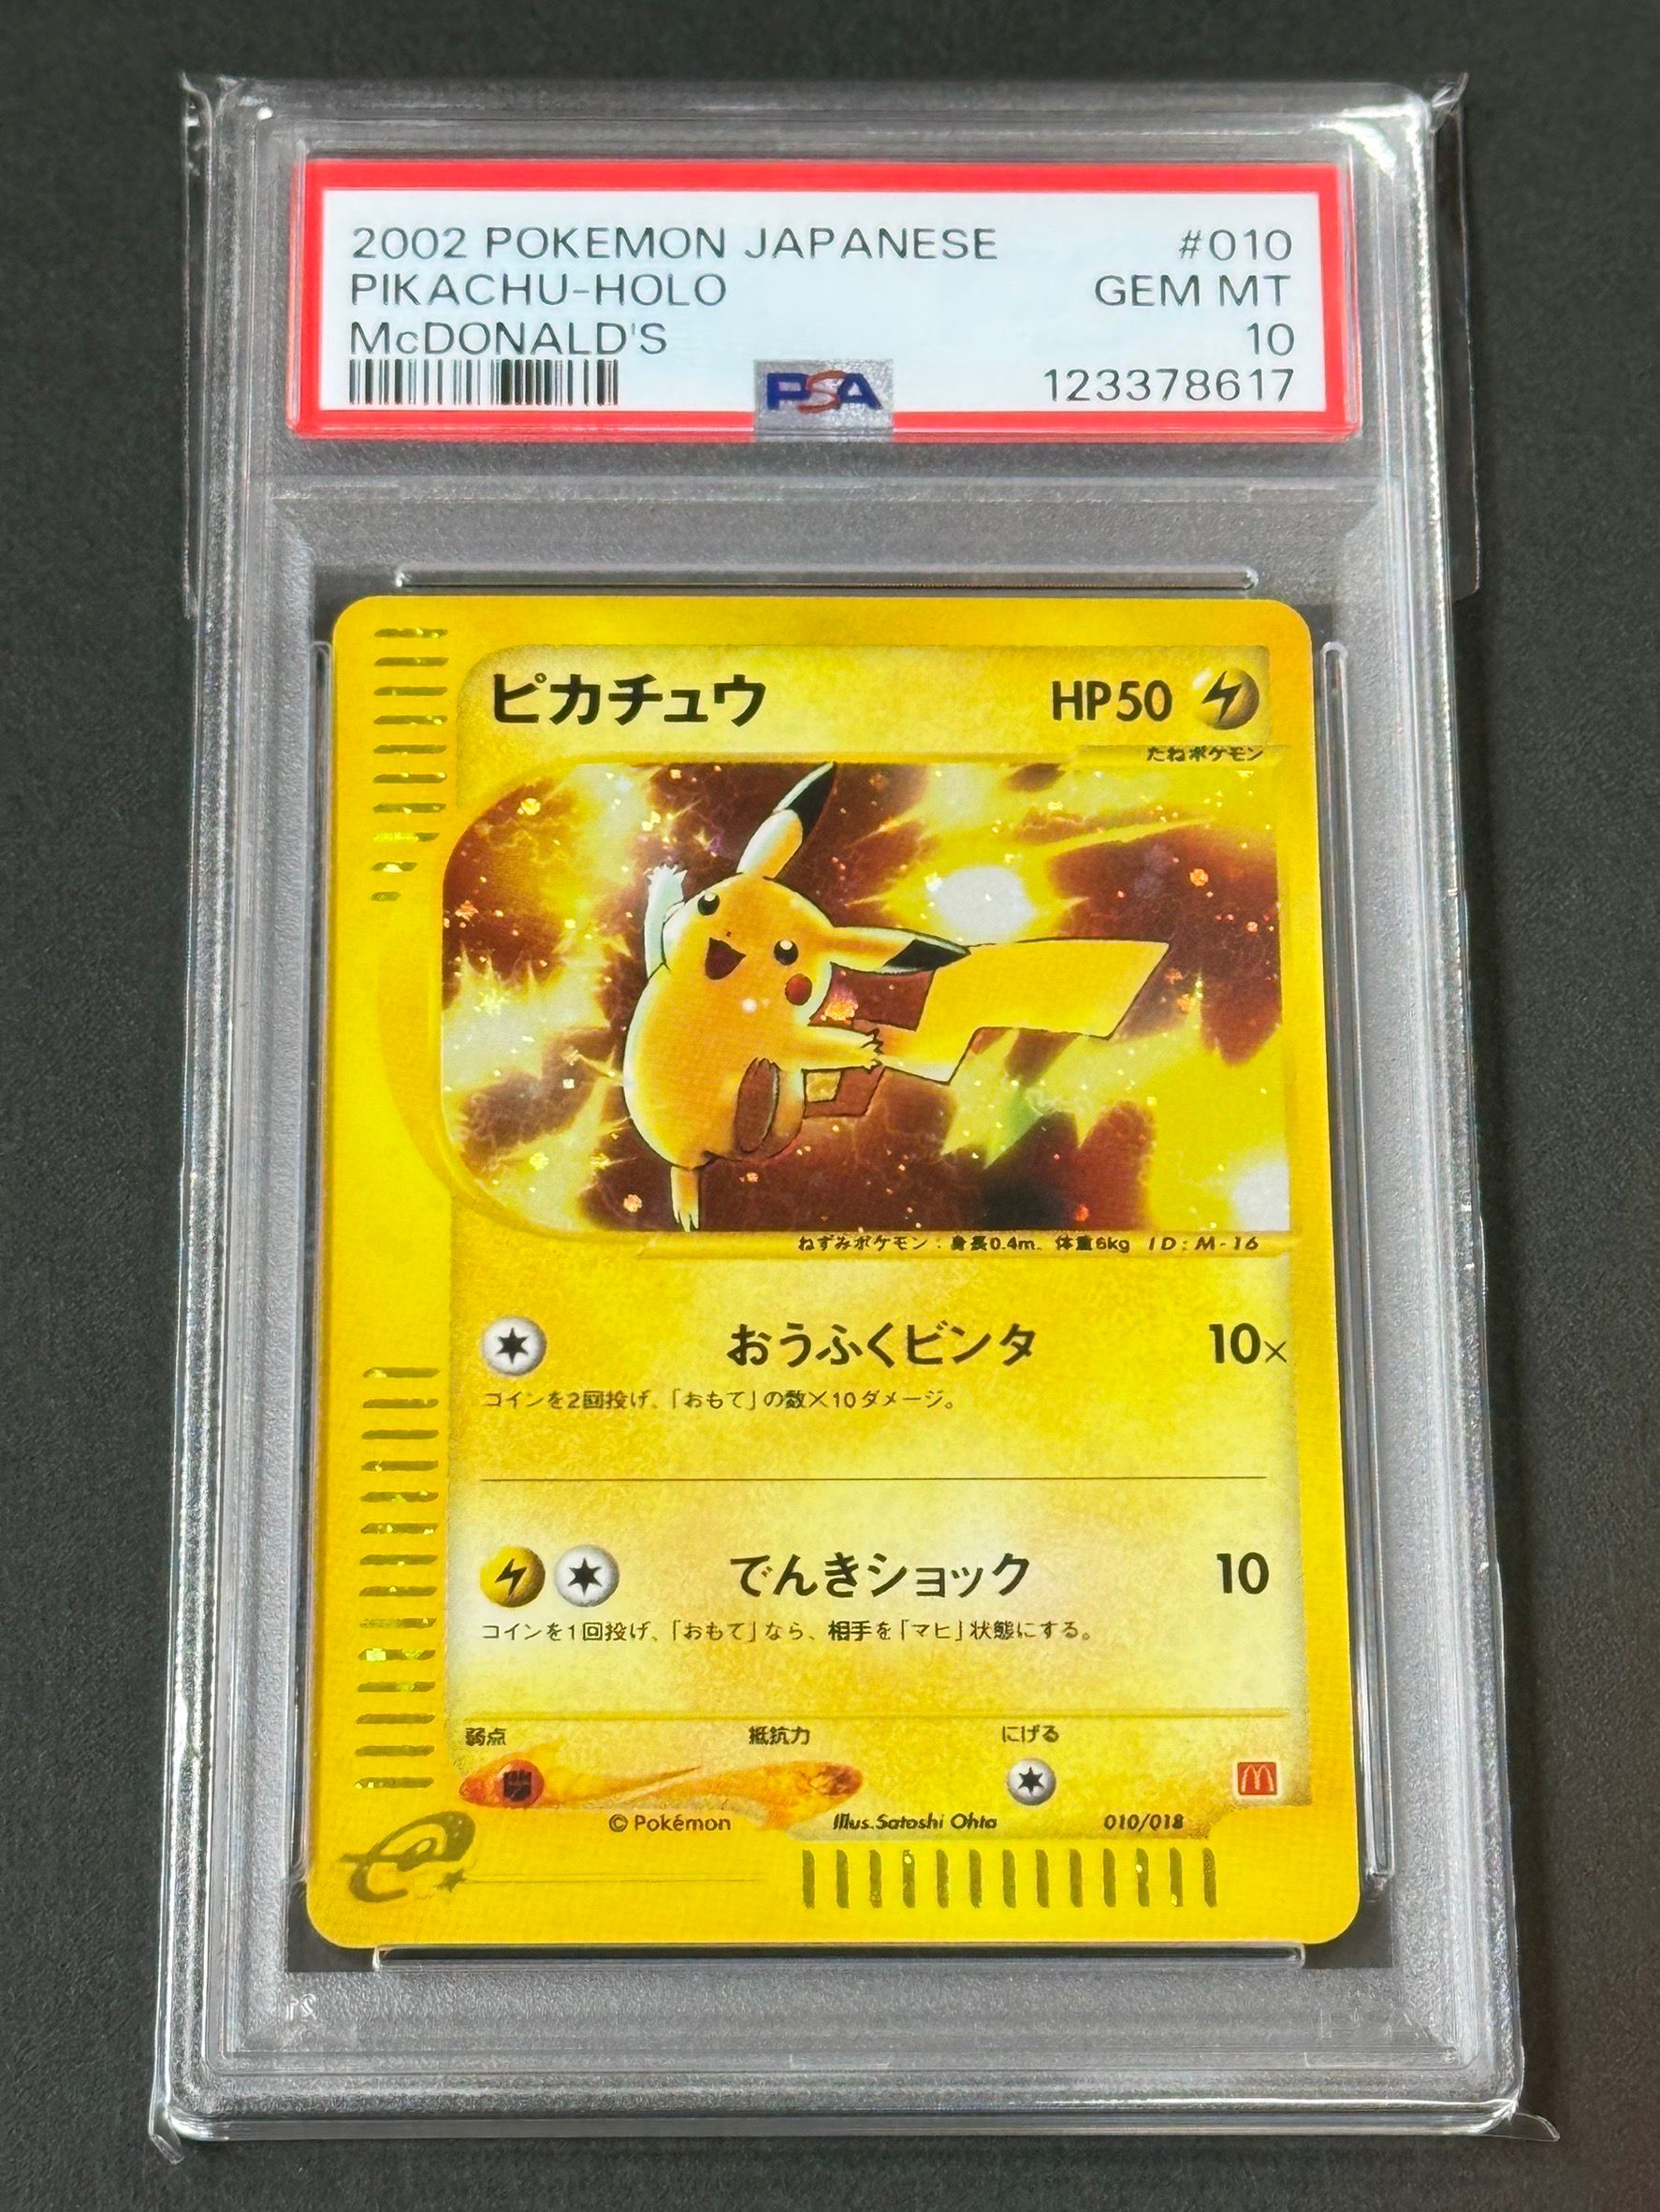 2002 POKEMON JAPANESE #010
PIKACHU-HOLO GEM MT
McDONALD'S 10
PSA 123378617
ピカチュウ HP50
たねポケモン
ねずみポケモン:身長0.4m、体重6kg ID:M-16
おうふくビンタ 10×
コインを2回投げ、「おもて」の数×10ダメージ。
でんきショック 10
コインを1回投げ、「おもて」なら、相手を「マヒ」状態にする。
弱点 抵抗力 にげる
©Pokémon Illus.Satoshi Ohta 010/018
e